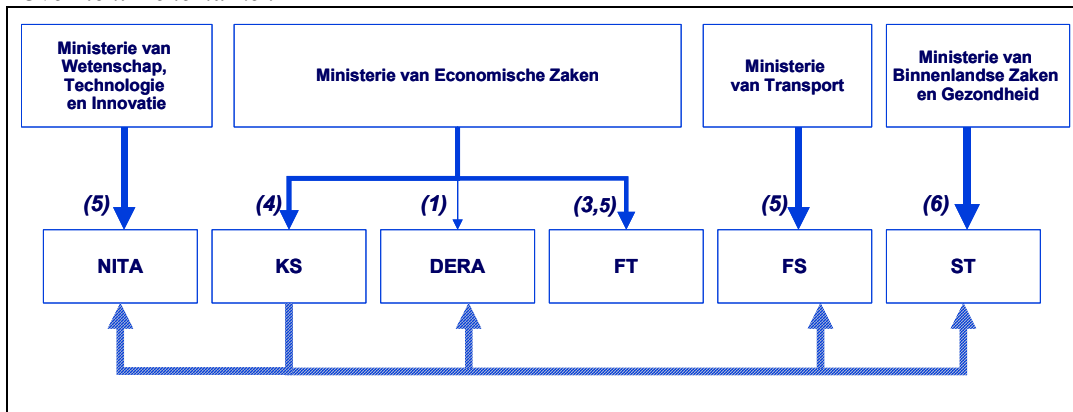 Ministerie van
Wetenschap,
Technologie
en Innovatie
Ministerie van Economische Zaken
Ministerie
van Transport
Ministerie van
Binnenlandse Zaken
en Gezondheid
(5)
(4)
(1)
(3,5)
(5)
(6)
NITA
KS
DERA
FT
FS
ST